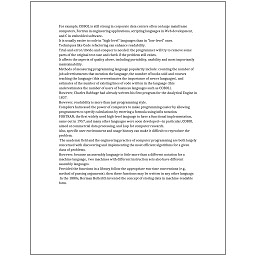 For example, COBOL is still strong in corporate data centers often on large mainframe
computers, Fortran in engineering applications, scripting languages in Web development,
and C in embedded software.
It is usually easier to code in "high-level" languages than in "low-level" ones.
Techniques like Code refactoring can enhance readability.
Trial-and-error/divide-and-conquer is needed: the programmer will try to remove some
parts of the original test case and check if the problem still exists.
It affects the aspects of quality above, including portability, usability and most importantly
maintainability.
Methods of measuring programming language popularity include: counting the number of
job advertisements that mention the language, the number of books sold and courses
teaching the language (this overestimates the importance of newer languages), and
estimates of the number of existing lines of code written in the language (this
underestimates the number of users of business languages such as COBOL).
However, Charles Babbage had already written his first program for the Analytical Engine in
1837.
However, readability is more than just programming style.
Compilers harnessed the power of computers to make programming easier by allowing
programmers to specify calculations by entering a formula using infix notation.
FORTRAN, the first widely used high-level language to have a functional implementation,
came out in 1957, and many other languages were soon developed—in particular, COBOL
aimed at commercial data processing, and Lisp for computer research.
Also, specific user environment and usage history can make it difficult to reproduce the
problem.
The academic field and the engineering practice of computer programming are both largely
concerned with discovering and implementing the most efficient algorithms for a given
class of problems.
However, because an assembly language is little more than a different notation for a
machine language, two machines with different instruction sets also have different
assembly languages.
Provided the functions in a library follow the appropriate run-time conventions (e.g.,
method of passing arguments), then these functions may be written in any other language.
In the 1880s, Herman Hollerith invented the concept of storing data in machine-readable
form.